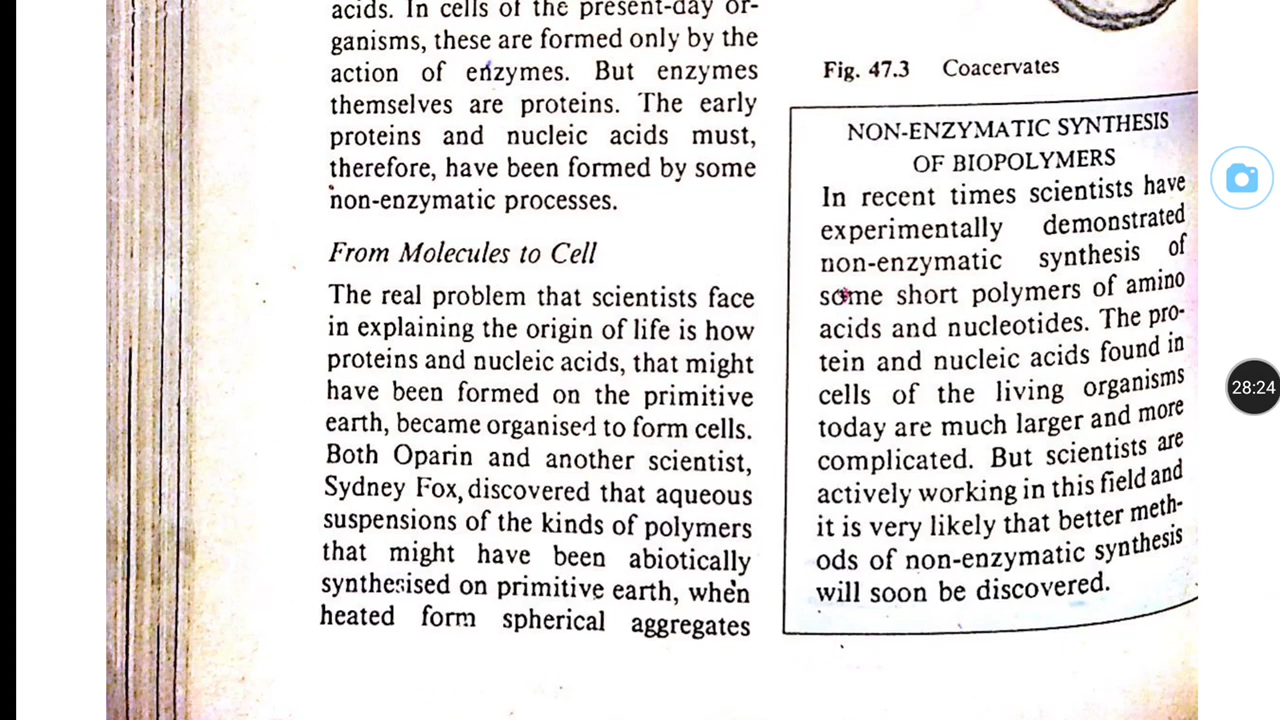 acids. In cells of the present-day or-
ganisms, these are formed only by the
action of enzymes. But enzymes
themselves are proteins. The early
proteins and nucleic acids must,
therefore, have been formed by some
non-enzymatic processes.
From Molecules to Cell
The real problem that scientists face
in explaining the origin of life is how
proteins and nucleic acids, that might
have been formed on the primitive
earth, became organised to form cells.
Both Oparin and another scientist,
Sydney Fox, discovered that aqueous
suspensions of the kinds of polymers
that might have been abiotically
synthesised on primitive earth, when
heated form spherical aggregates
Fig. 47.3 Coacervates
NON-ENZYMATIC SYNTHESIS
OF BIOPOLYMERS
In recent times scientists have
experimentally demonstrated
non-enzymatic synthesis of
some short polymers of amino
acids and nucleotides. The pro-
tein and nucleic acids found in
cells of the living organisms
today are much larger and more
complicated. But scientists are
actively working in this field and
it is very likely that better meth-
ods of non-enzymatic synthesis
will soon be discovered.
28:24